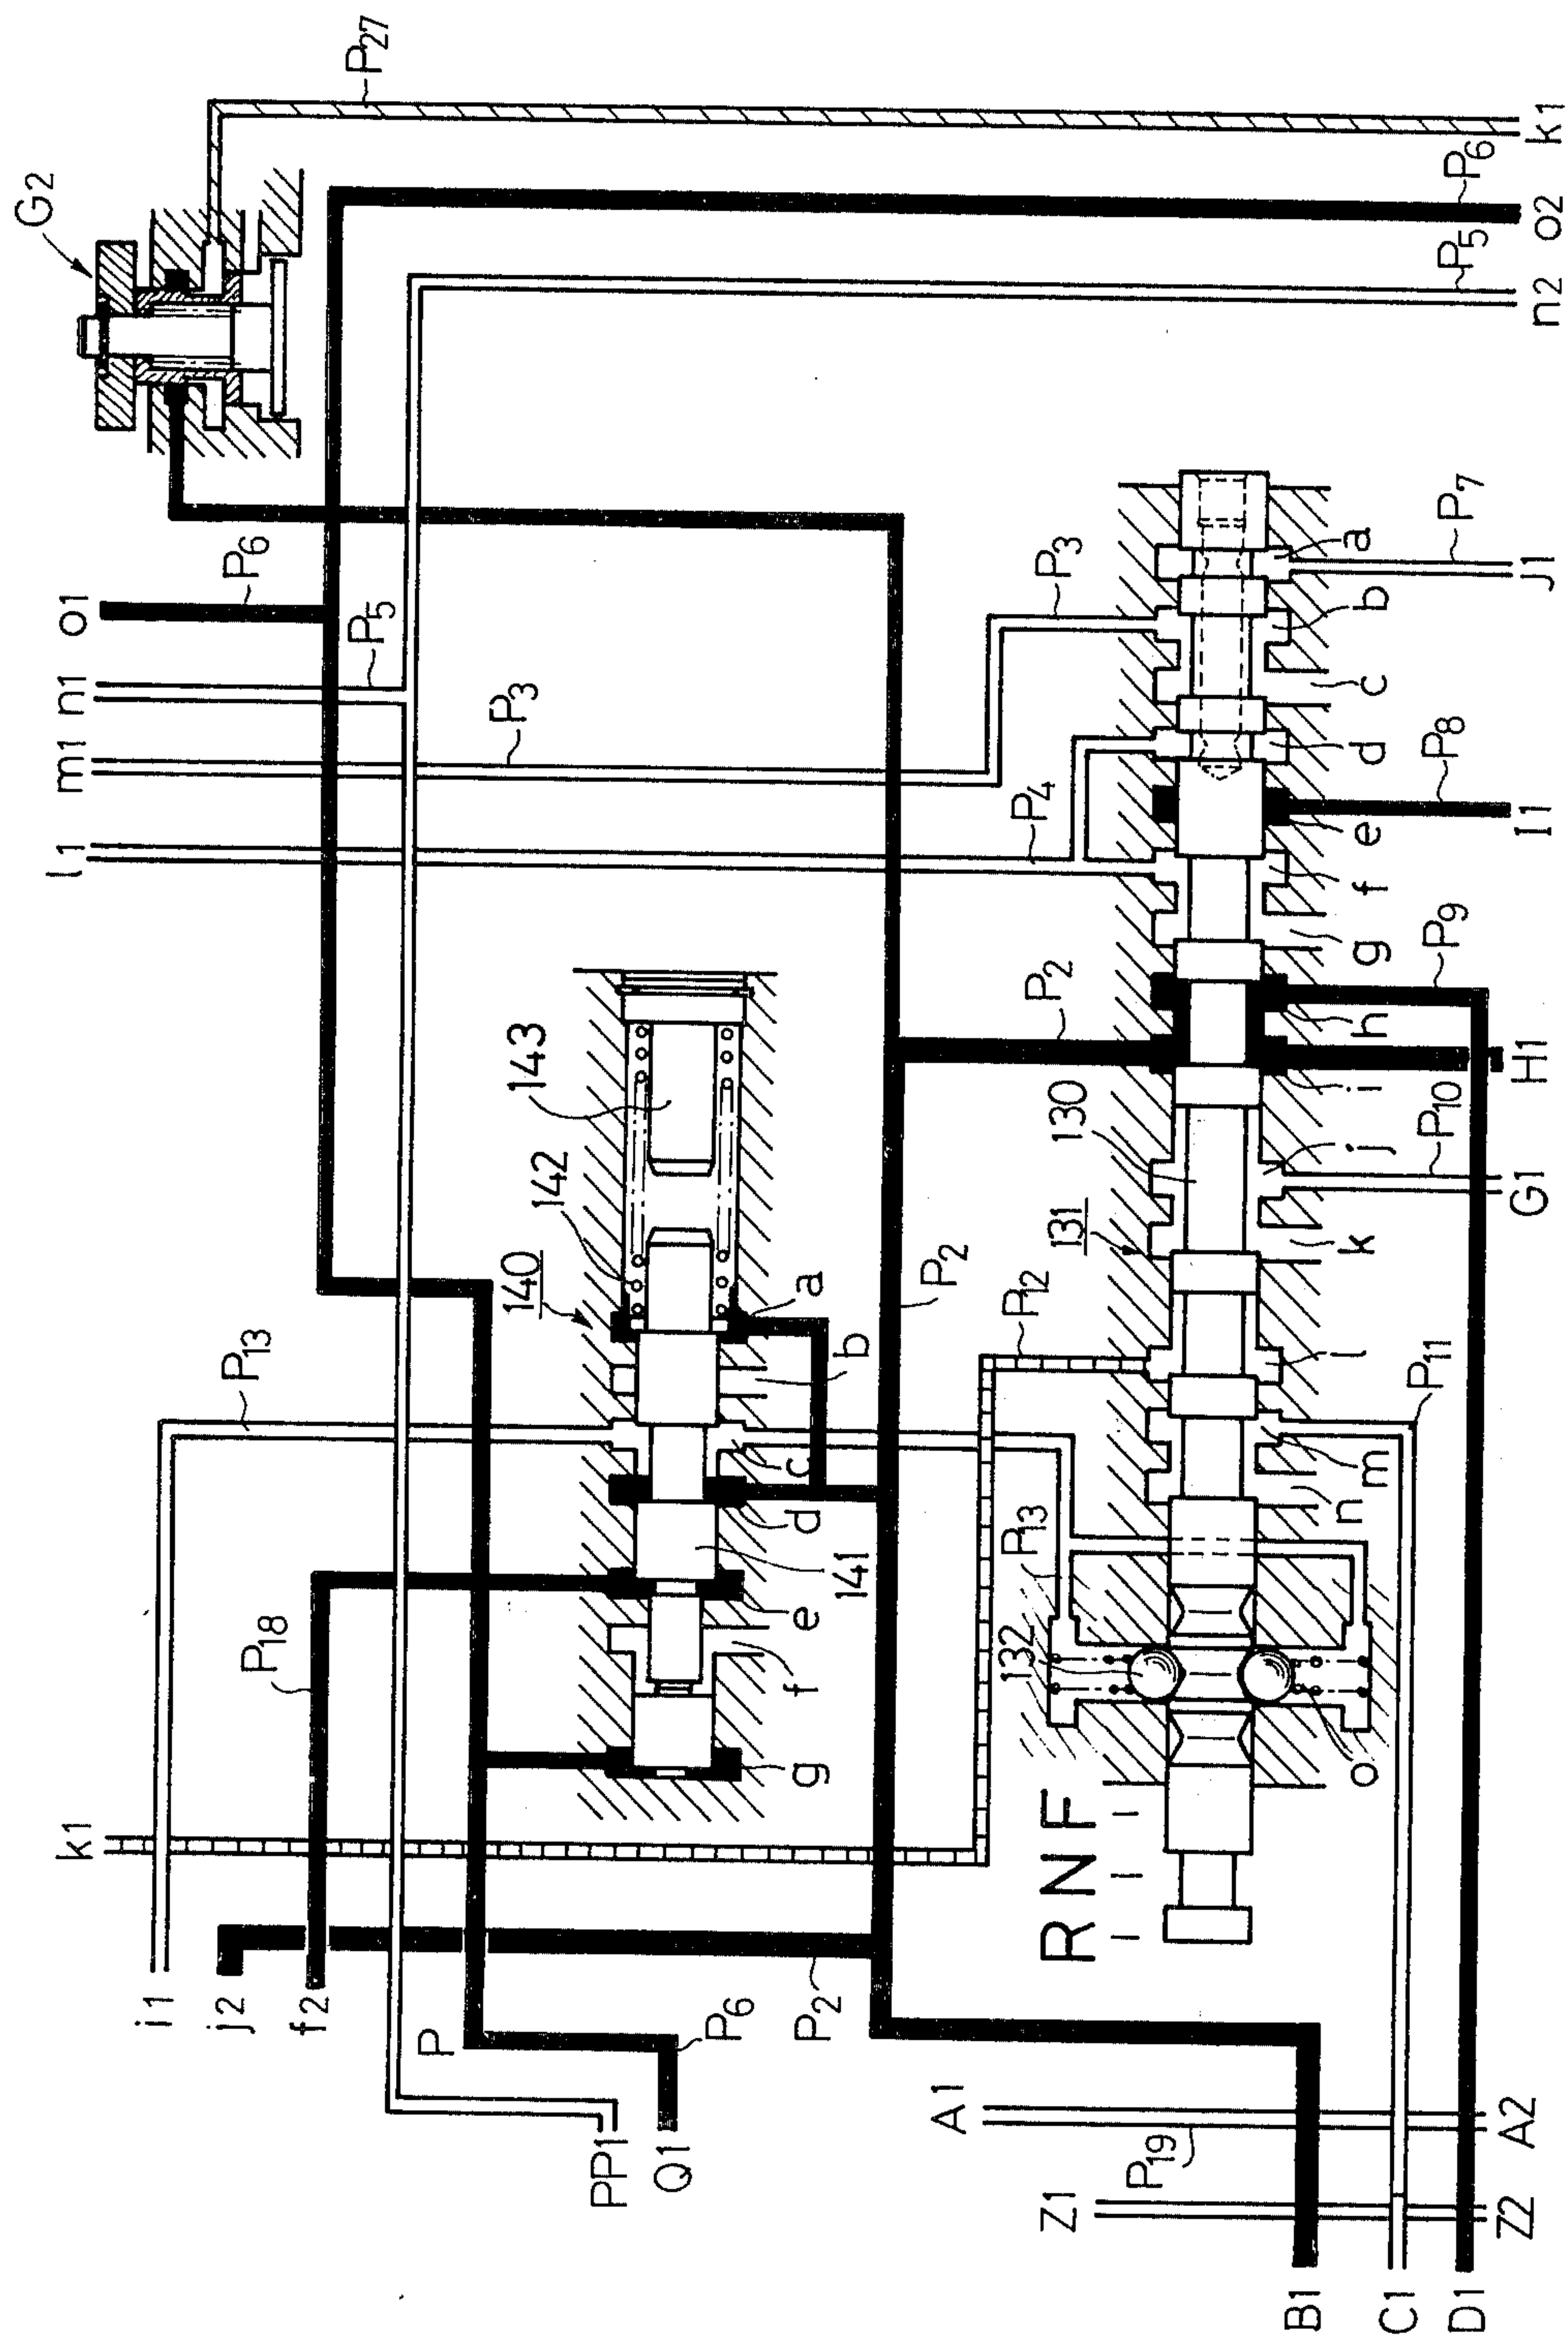 G2
P27
k1
P6
o2
P5
n2
o1
P6
n1
P5
m1
P3
l1
P4
P3
a
P7
J1
b
c
d
P8
I1
e
f
g
P9
h
P2
i
H1
130
j
P10
G1
131
k
P12
l
P11
m
n
P13
132
o
R N F
143
142
140
a
b
c
d
141
e
f
g
P2
P13
P18
k1
i1
j2
f2
P
P6
P2
PP1
Q1
A1
P19
A2
Z1
Z2
B1
C1
D1